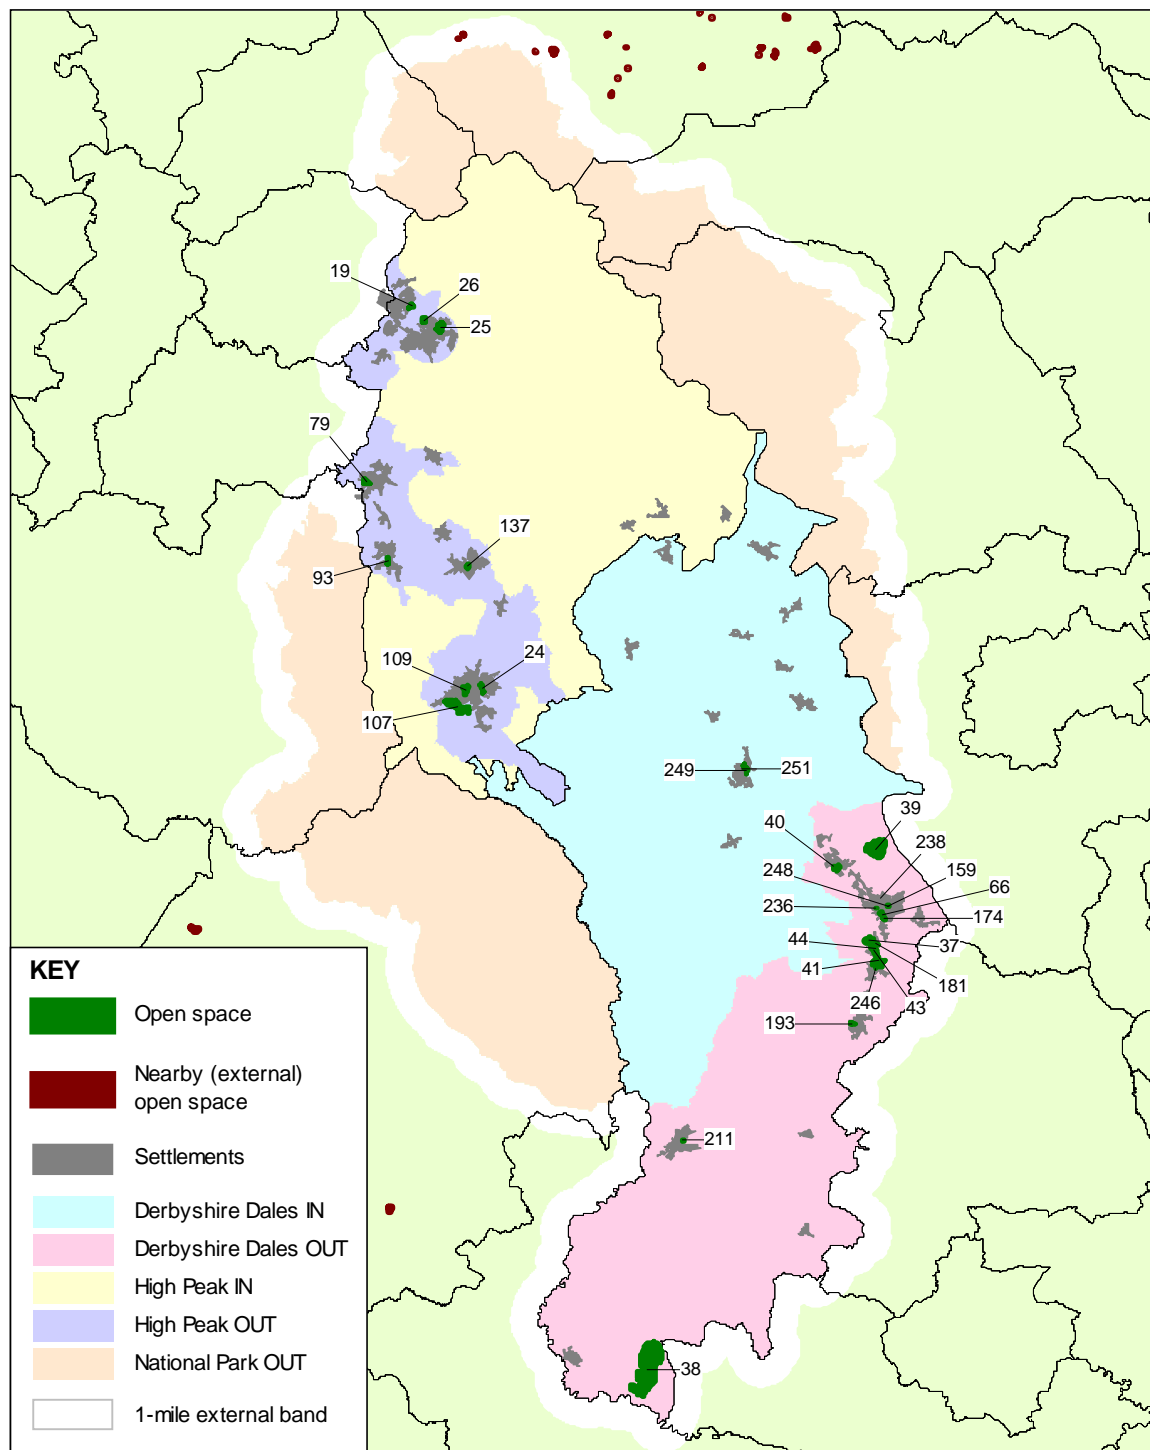 19
26
25
79
137
93
109
24
107
249
251
39
40
238
248
159
66
236
174
44
37
41
181
246
43
193
211
38
KEY
Open space
Nearby (external)
open space
Settlements
Derbyshire Dales IN
Derbyshire Dales OUT
High Peak IN
High Peak OUT
National Park OUT
1-mile external band